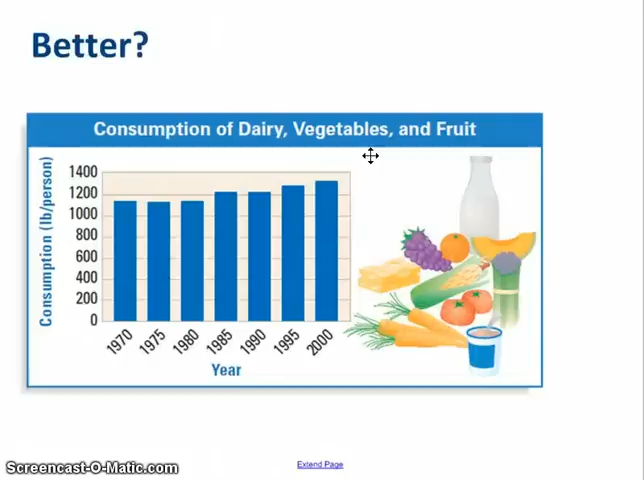 Better?
Consumption of Dairy, Vegetables, and Fruit
Consumption (lb/person)
1400
1200
1000
800
600
400
200
0
1970
1975
1980
1985
1990
1995
2000
Year
Extend Page
Screencast-O-Matic.com